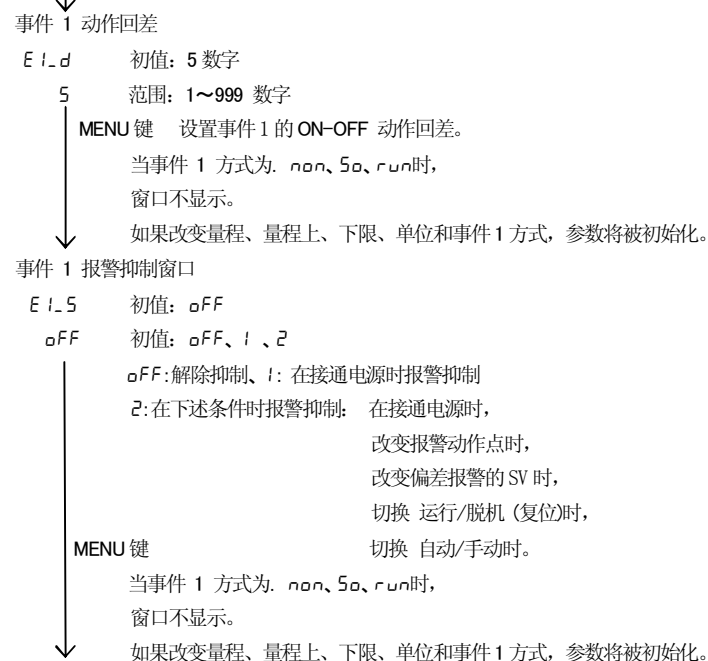 事件 1 动作回差
E1_d 初值：5 数字
5 范围：1～999 数字
MENU 键 设置事件 1 的 ON-OFF 动作回差。
当事件 1 方式为. non、So、run时，
窗口不显示。
如果改变量程、量程上、下限、单位和事件 1 方式，参数将被初始化。
事件 1 报警抑制窗口
E1_S 初值：oFF
oFF 初值：oFF、1 、2
oFF:解除抑制、1: 在接通电源时报警抑制
2:在下述条件时报警抑制： 在接通电源时，
改变报警动作点时，
改变偏差报警的 SV 时，
切换 运行/脱机 (复位)时，
MENU 键 切换 自动/手动时。
当事件 1 方式为. non、So、run时，
窗口不显示。
如果改变量程、量程上、下限、单位和事件 1 方式，参数将被初始化。